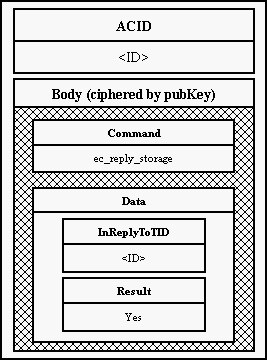 ACID
<ID>
Body (ciphered by pubKey)
Command
ec_reply_storage
Data
InReplyToTID
<ID>
Result
Yes